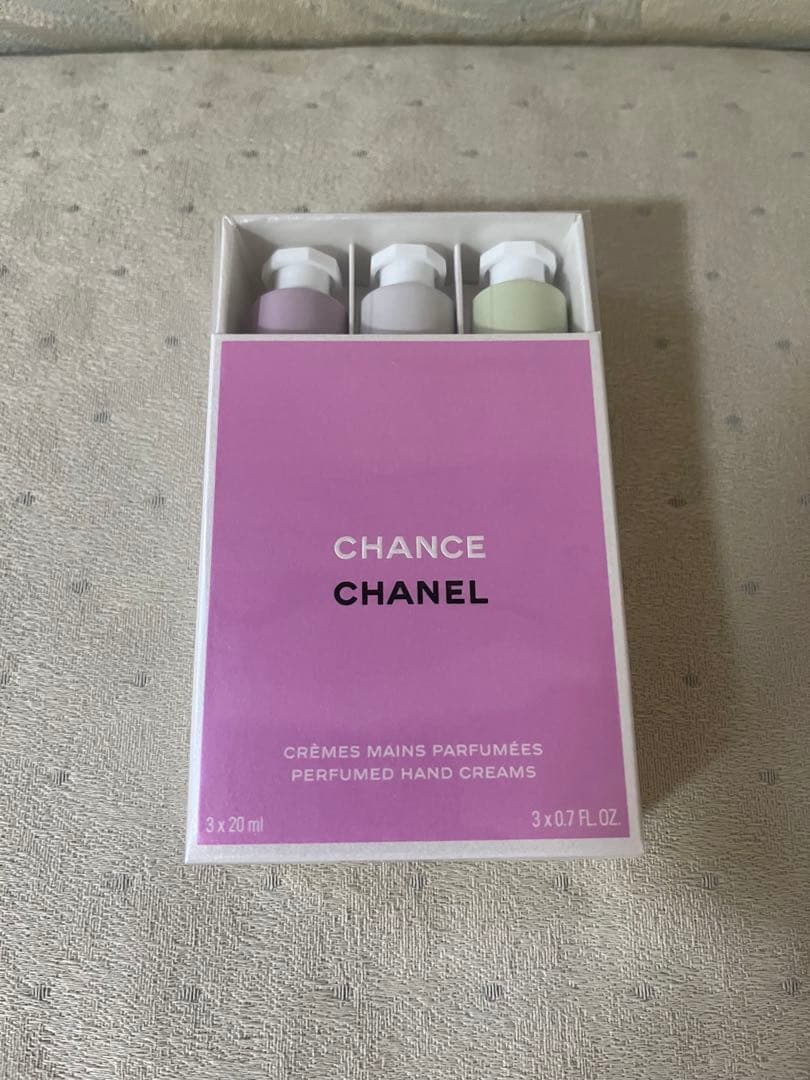 CHANCE
CHANEL
CRÈMES MAINS PARFUMÉES
PERFUMED HAND CREAMS
3 x 20 ml
3 x 0.7 FL. OZ.